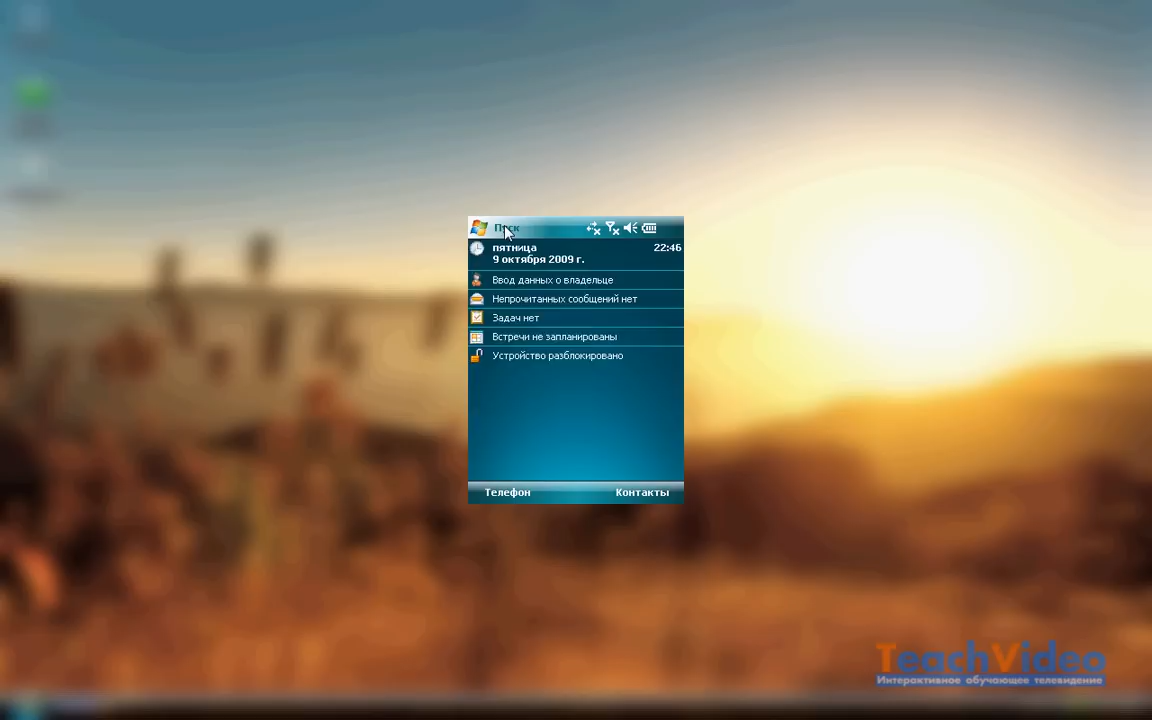 Пуск
пятница 22:46
9 октября 2009 г.
Ввод данных о владельце
Непрочитанных сообщений нет
Задач нет
Встречи не запланированы
Устройство разблокировано
Телефон Контакты
TeachVideo
Интерактивное обучающее телевидение